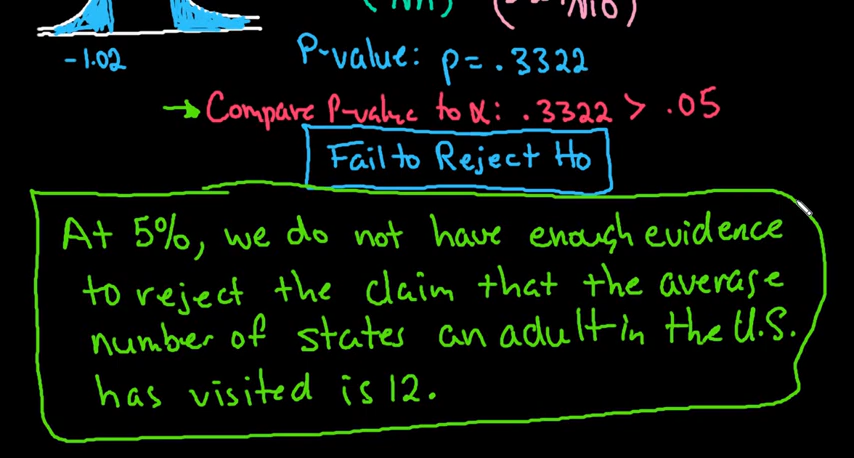 -1.02
P-value: p = .3322
→ Compare P-value to α: .3322 > .05
Fail to Reject Ho
At 5%, we do not have enough evidence
to reject the claim that the average
number of states an adult in the U.S.
has visited is 12.